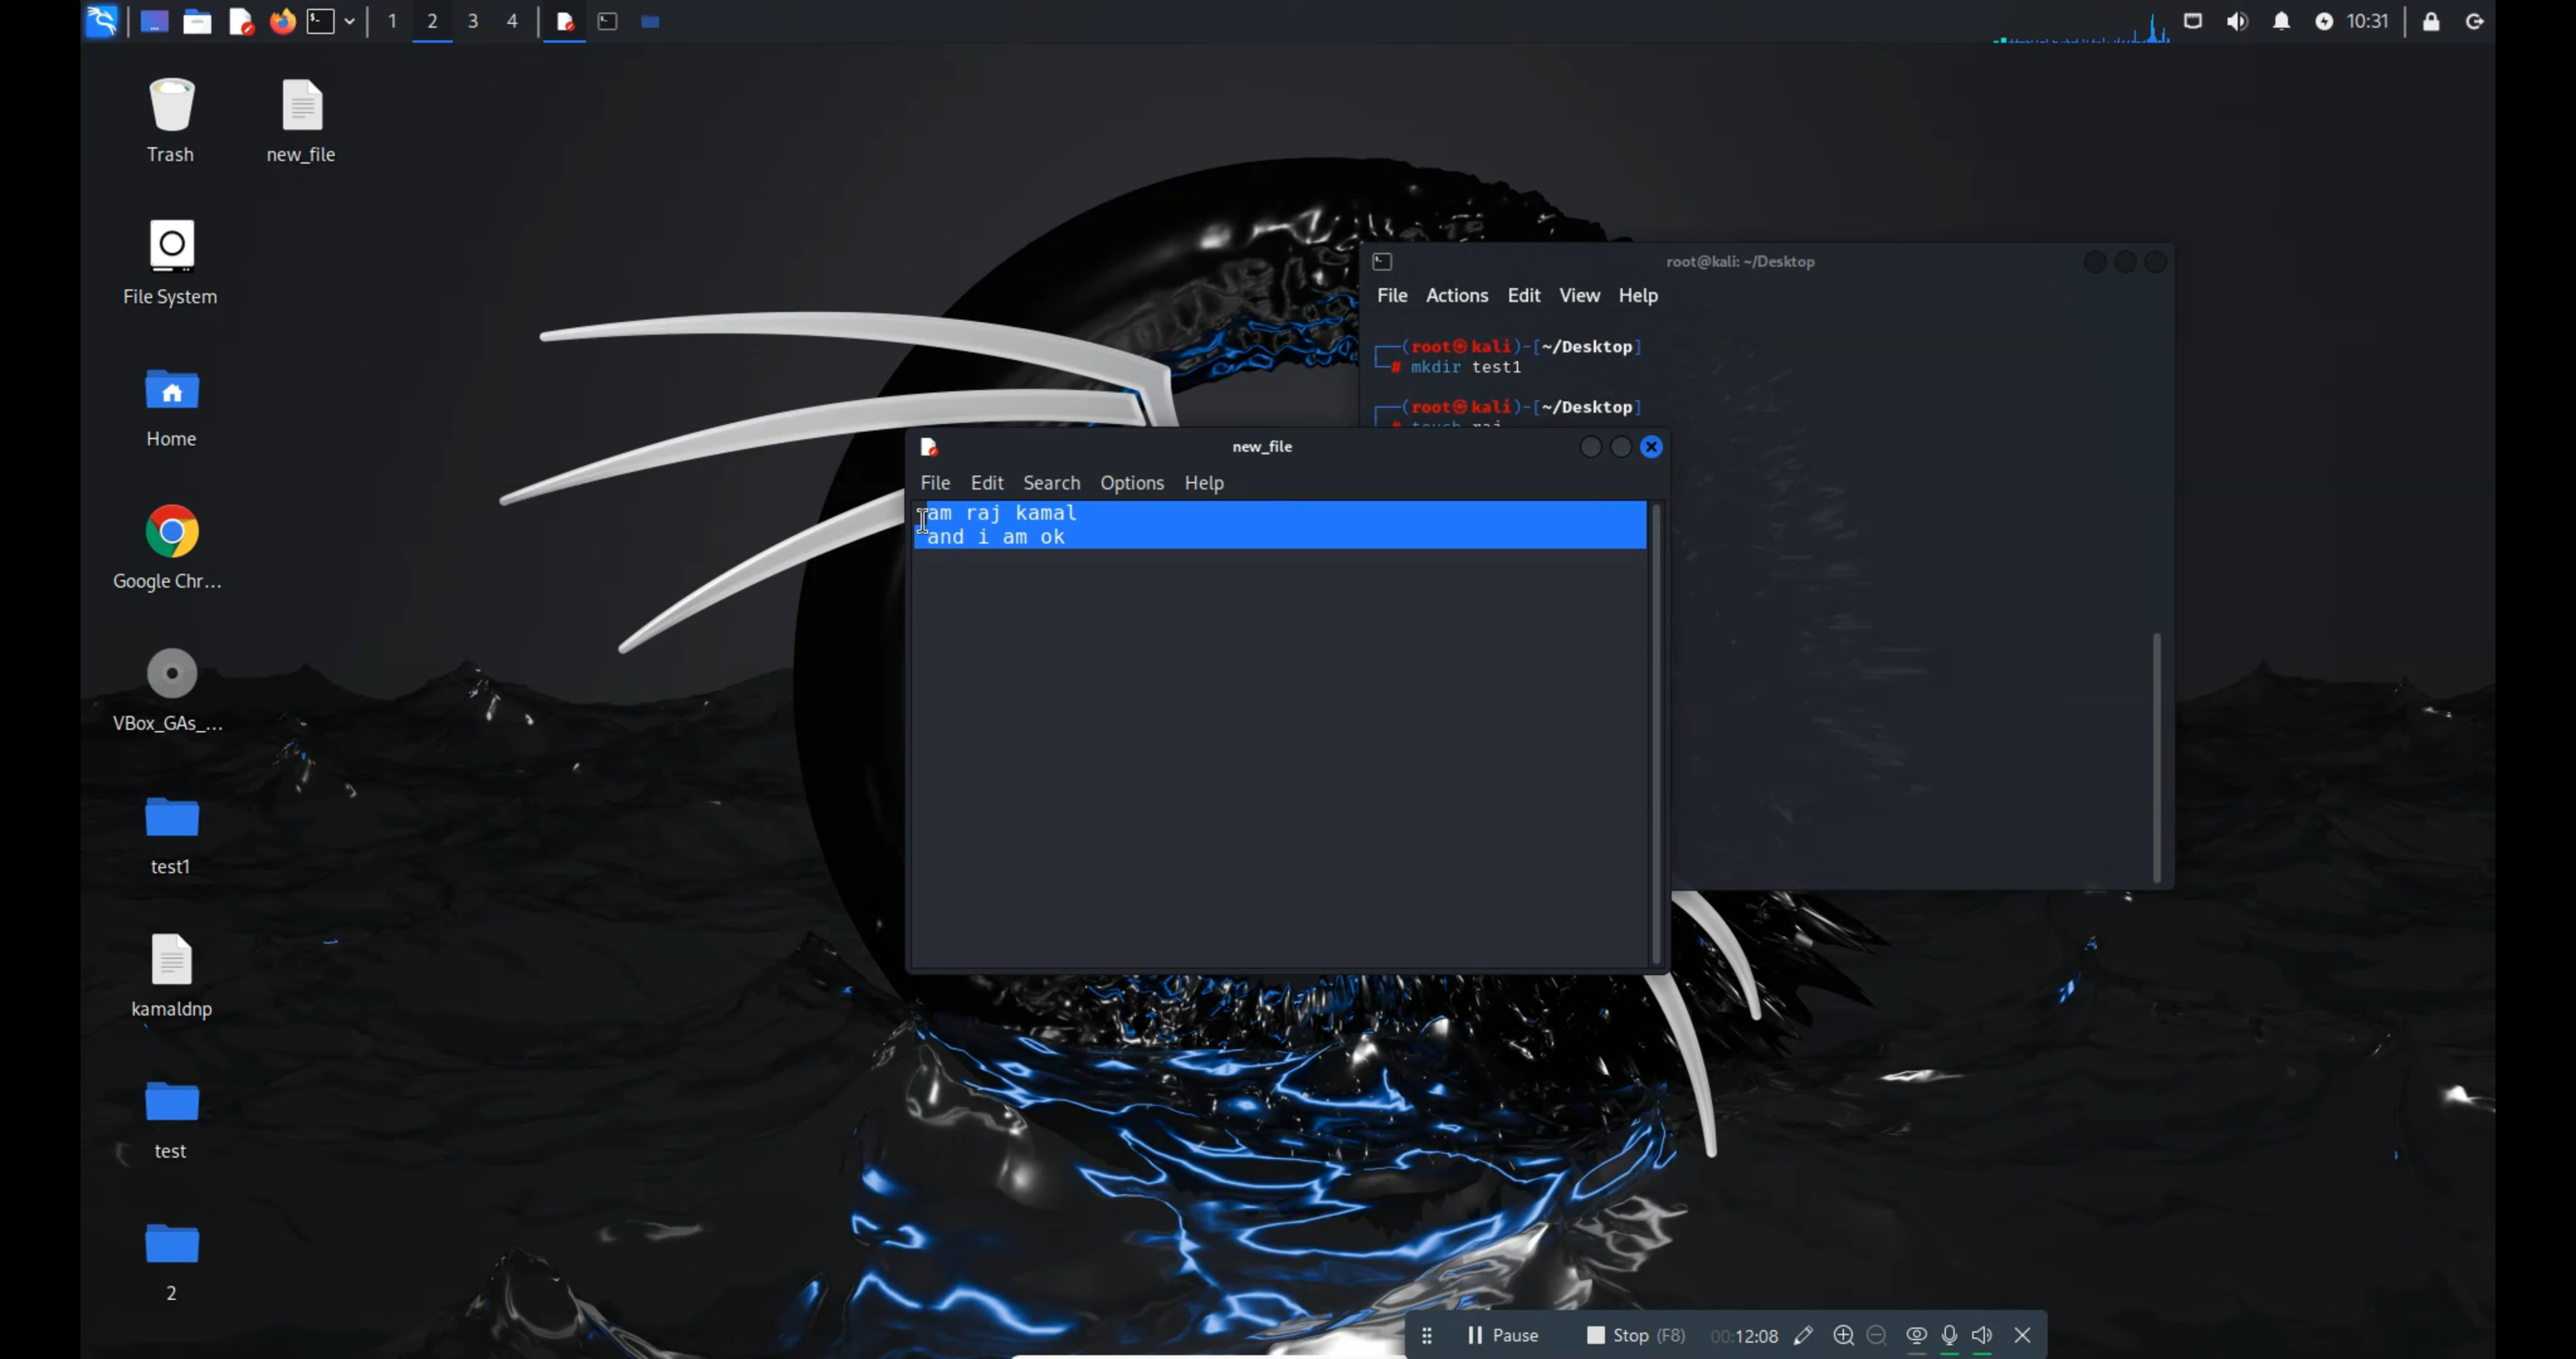 1 2 3 4
10:31
Trash
new_file
File System
Home
Google Chr...
VBox_GAs_...
test1
kamaldnp
test
2
root@kali: ~/Desktop
File Actions Edit View Help
(root㉿kali)-[~/Desktop]
# mkdir test1
(root㉿kali)-[~/Desktop]
# touch raj
new_file
File Edit Search Options Help
am raj kamal
and i am ok
Pause Stop (F8) 00:12:08